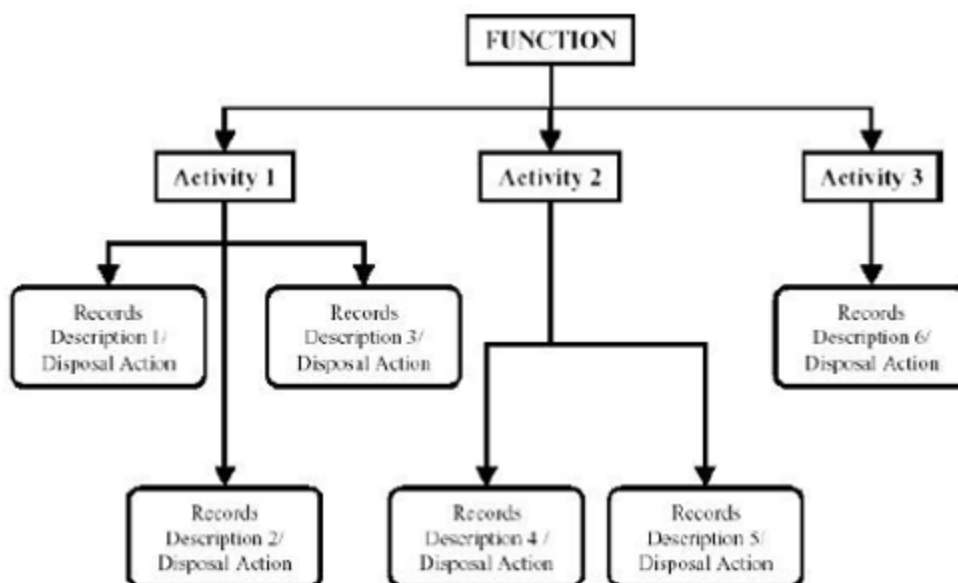 FUNCTION
Activity 1
Activity 2
Activity 3
Records
Description 1/
Disposal Action
Records
Description 3/
Disposal Action
Records
Description 6/
Disposal Action
Records
Description 2/
Disposal Action
Records
Description 4 /
Disposal Action
Records
Description 5/
Disposal Action